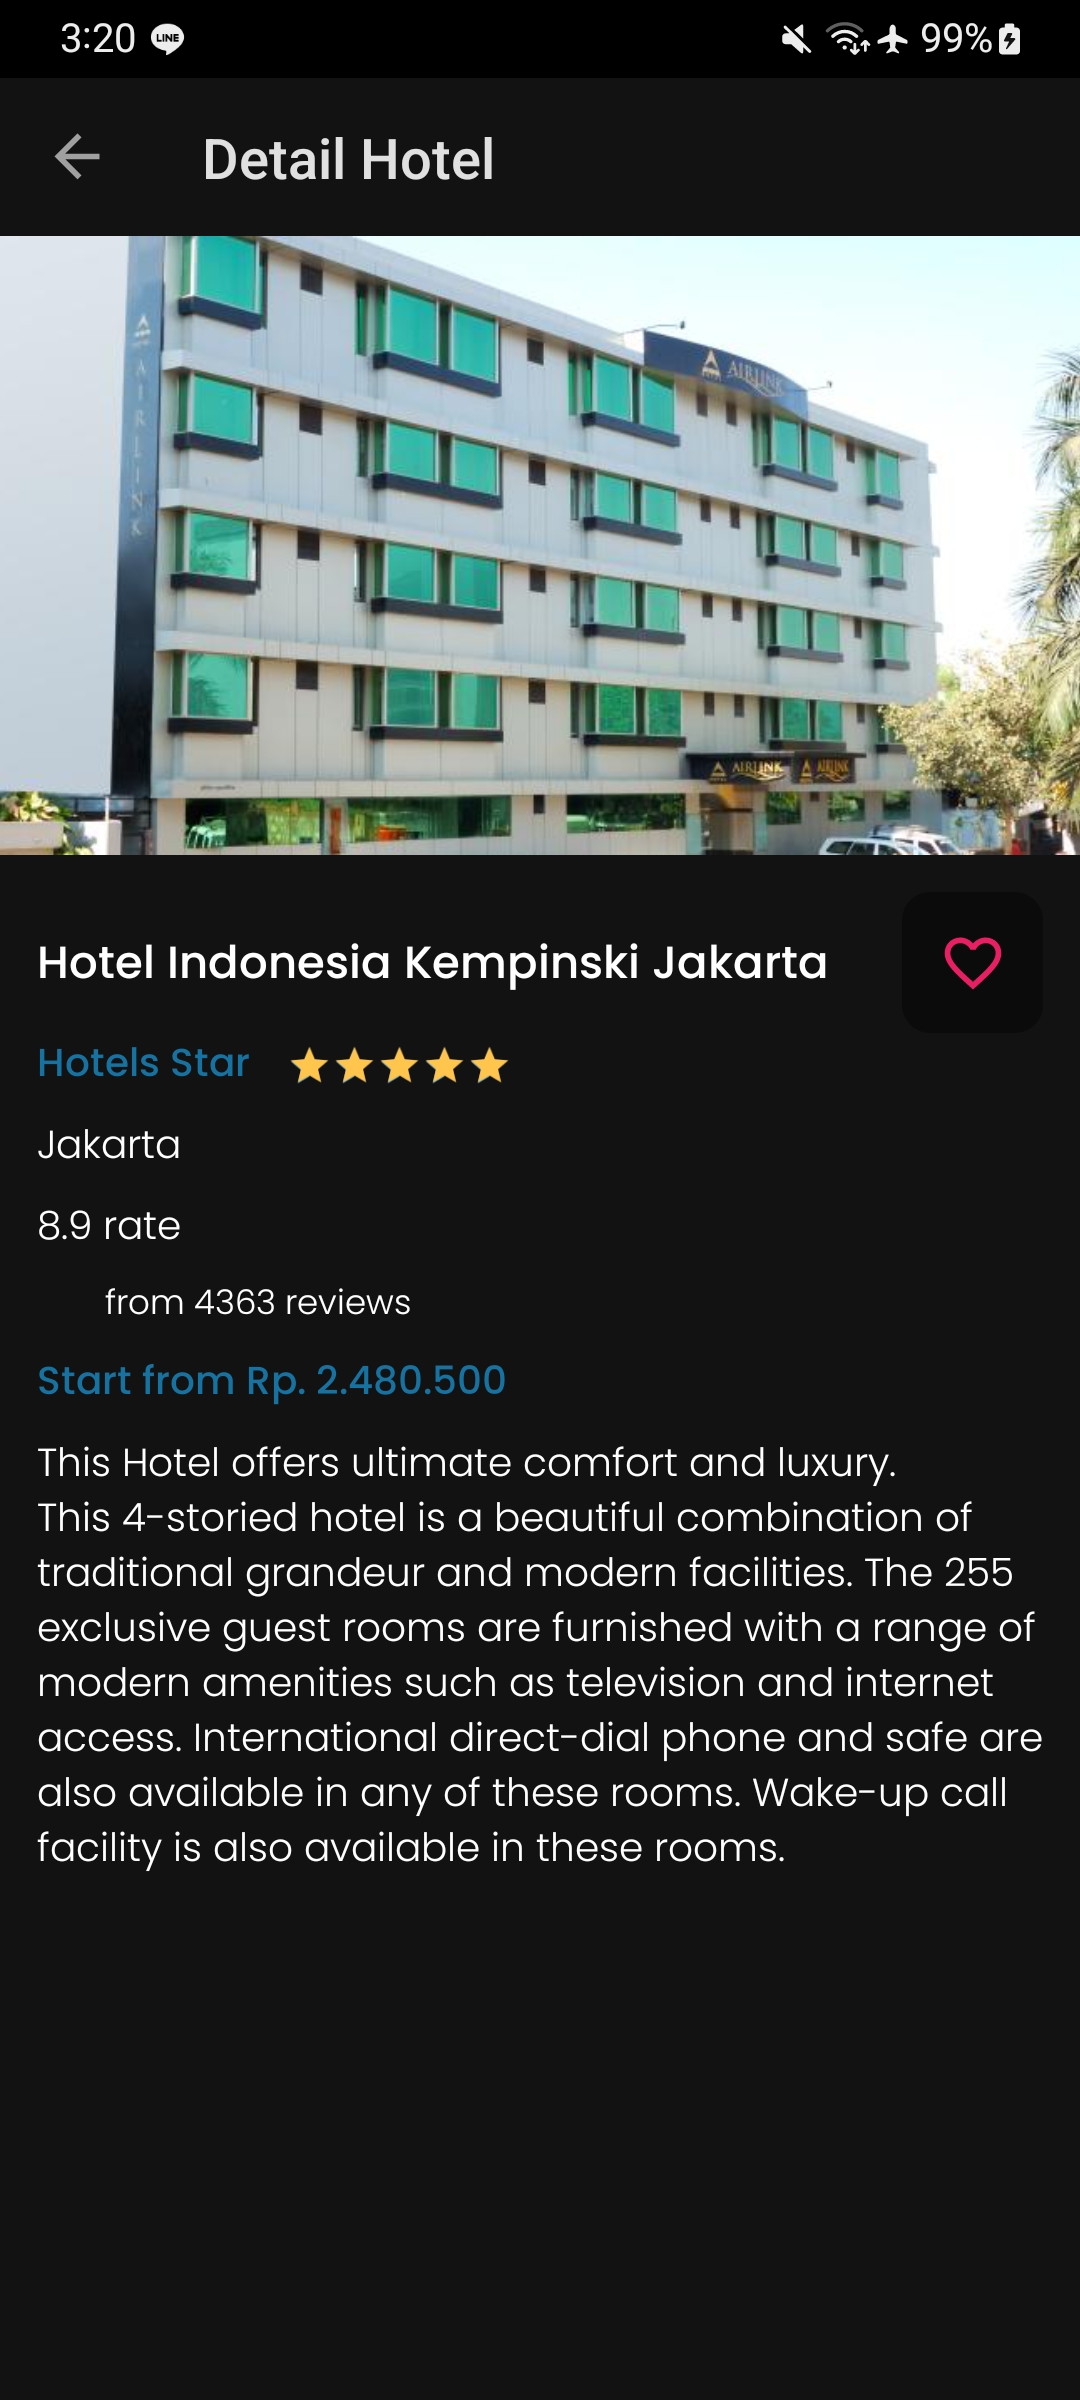 3:20 LINE 99%
Detail Hotel
AIRLINK
AIRLINK
AIRLINK AIRLINK
Hotel Indonesia Kempinski Jakarta
Hotels Star
Jakarta
8.9 rate
from 4363 reviews
Start from Rp. 2.480.500
This Hotel offers ultimate comfort and luxury.
This 4-storied hotel is a beautiful combination of
traditional grandeur and modern facilities. The 255
exclusive guest rooms are furnished with a range of
modern amenities such as television and internet
access. International direct-dial phone and safe are
also available in any of these rooms. Wake-up call
facility is also available in these rooms.